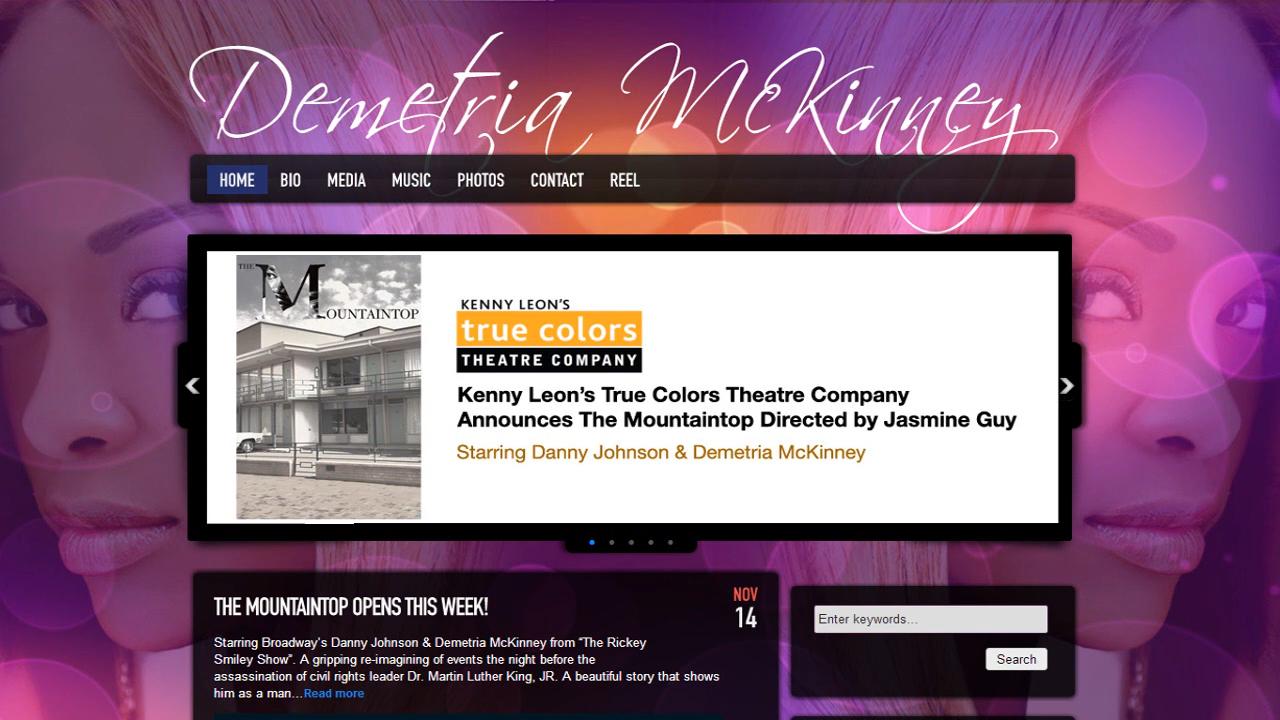 Demetria McKinney
HOME BIO MEDIA MUSIC PHOTOS CONTACT REEL
THE MOUNTAINTOP
KENNY LEON'S
true colors
THEATRE COMPANY
Kenny Leon's True Colors Theatre Company
Announces The Mountaintop Directed by Jasmine Guy
Starring Danny Johnson & Demetria McKinney
THE MOUNTAINTOP OPENS THIS WEEK!
NOV
14
Starring Broadway's Danny Johnson & Demetria McKinney from “The Rickey
Smiley Show”. A gripping re-imagining of events the night before the
assassination of civil rights leader Dr. Martin Luther King, JR. A beautiful story that shows
him as a man…Read more
Enter keywords…
Search